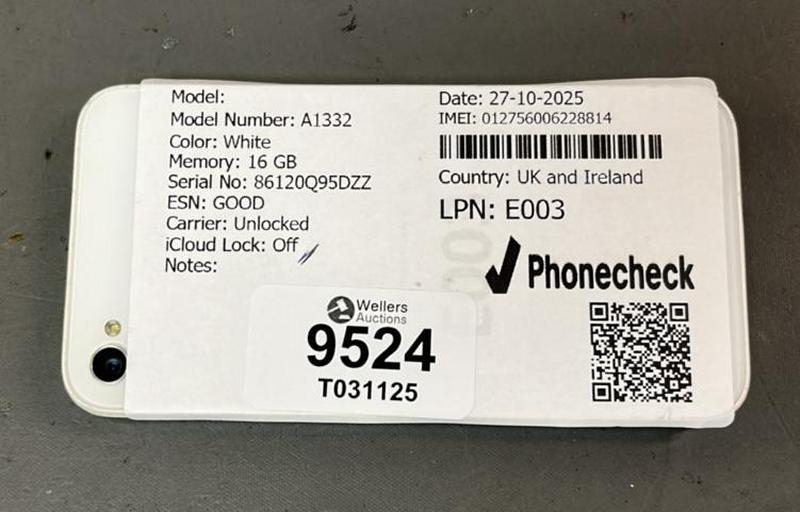 Model:
Model Number: A1332
Color: White
Memory: 16 GB
Serial No: 86120Q95DZZ
ESN: GOOD
Carrier: Unlocked
iCloud Lock: Off
Notes:
Date: 27-10-2025
IMEI: 012756006228814
Country: UK and Ireland
LPN: E003
Phonecheck
Wellers
Auctions
9524
T031125